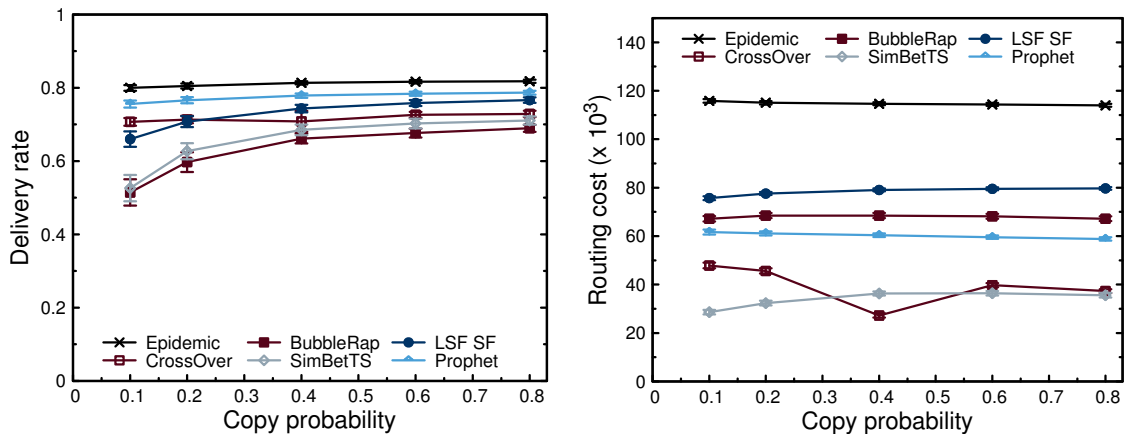 1
0.8
0.6
0.4
0.2
0
Delivery rate
Epidemic BubbleRap LSF SF
CrossOver SimBetTS Prophet
0 0.1 0.2 0.3 0.4 0.5 0.6 0.7 0.8
Copy probability
140
120
100
80
60
40
20
0
Routing cost (x 10³)
Epidemic BubbleRap LSF SF
CrossOver SimBetTS Prophet
0 0.1 0.2 0.3 0.4 0.5 0.6 0.7 0.8
Copy probability